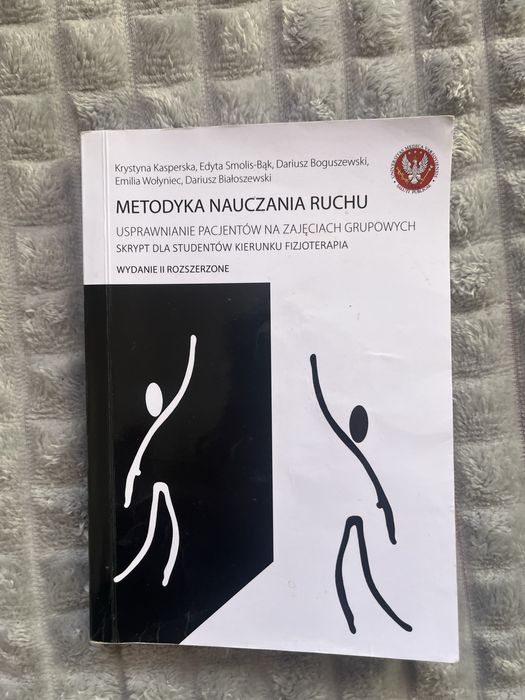 Krystyna Kasperska, Edyta Smolis-Bąk, Dariusz Boguszewski,
Emilia Wołyniec, Dariusz Białoszewski
METODYKA NAUCZANIA RUCHU
USPRAWNIANIE PACJENTÓW NA ZAJĘCIACH GRUPOWYCH
SKRYPT DLA STUDENTÓW KIERUNKU FIZJOTERAPIA
WYDANIE II ROZSZERZONE